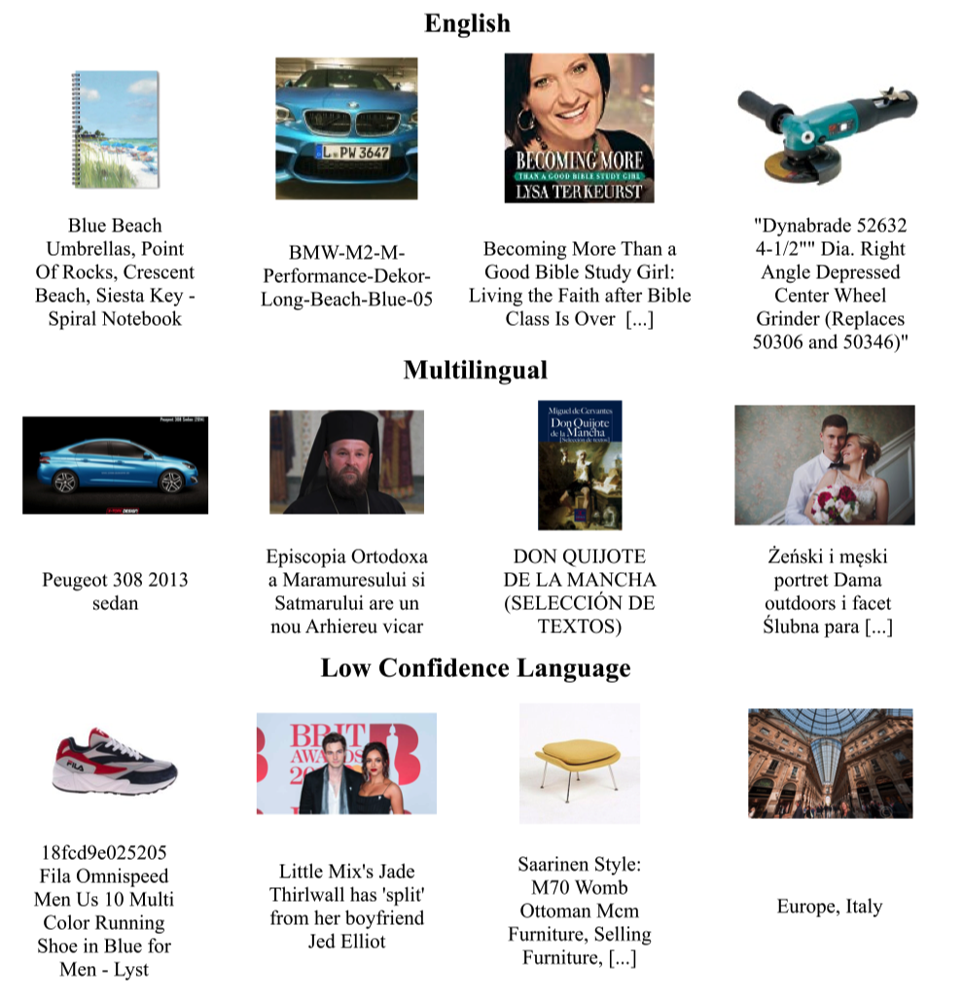 English
L PW 3647
BECOMING MORE
THAN A GOOD BIBLE STUDY GIRL
LYSA TERKEURST
Blue Beach
Umbrellas, Point
Of Rocks, Crescent
Beach, Siesta Key -
Spiral Notebook
BMW-M2-M-
Performance-Dekor-
Long-Beach-Blue-05
Becoming More Than a
Good Bible Study Girl:
Living the Faith after Bible
Class Is Over [...]
"Dynabrade 52632
4-1/2"" Dia. Right
Angle Depressed
Center Wheel
Grinder (Replaces
50306 and 50346)"
Multilingual
Peugeot 308 Sedan (2014)
Miguel de Cervantes
Don Quijote
de la Mancha
[Selección de textos]
Peugeot 308 2013
sedan
Episcopia Ortodoxa
a Maramuresului si
Satmarului are un
nou Arhiereu vicar
DON QUIJOTE
DE LA MANCHA
(SELECCIÓN DE
TEXTOS)
Żeński i męski
portret Dama
outdoors i facet
Ślubna para [...]
Low Confidence Language
FILA
BRIT
AWARDS
20
18fcd9e025205
Fila Omnispeed
Men Us 10 Multi
Color Running
Shoe in Blue for
Men - Lyst
Little Mix's Jade
Thirlwall has 'split'
from her boyfriend
Jed Elliot
Saarinen Style:
M70 Womb
Ottoman Mcm
Furniture, Selling
Furniture, [...]
Europe, Italy